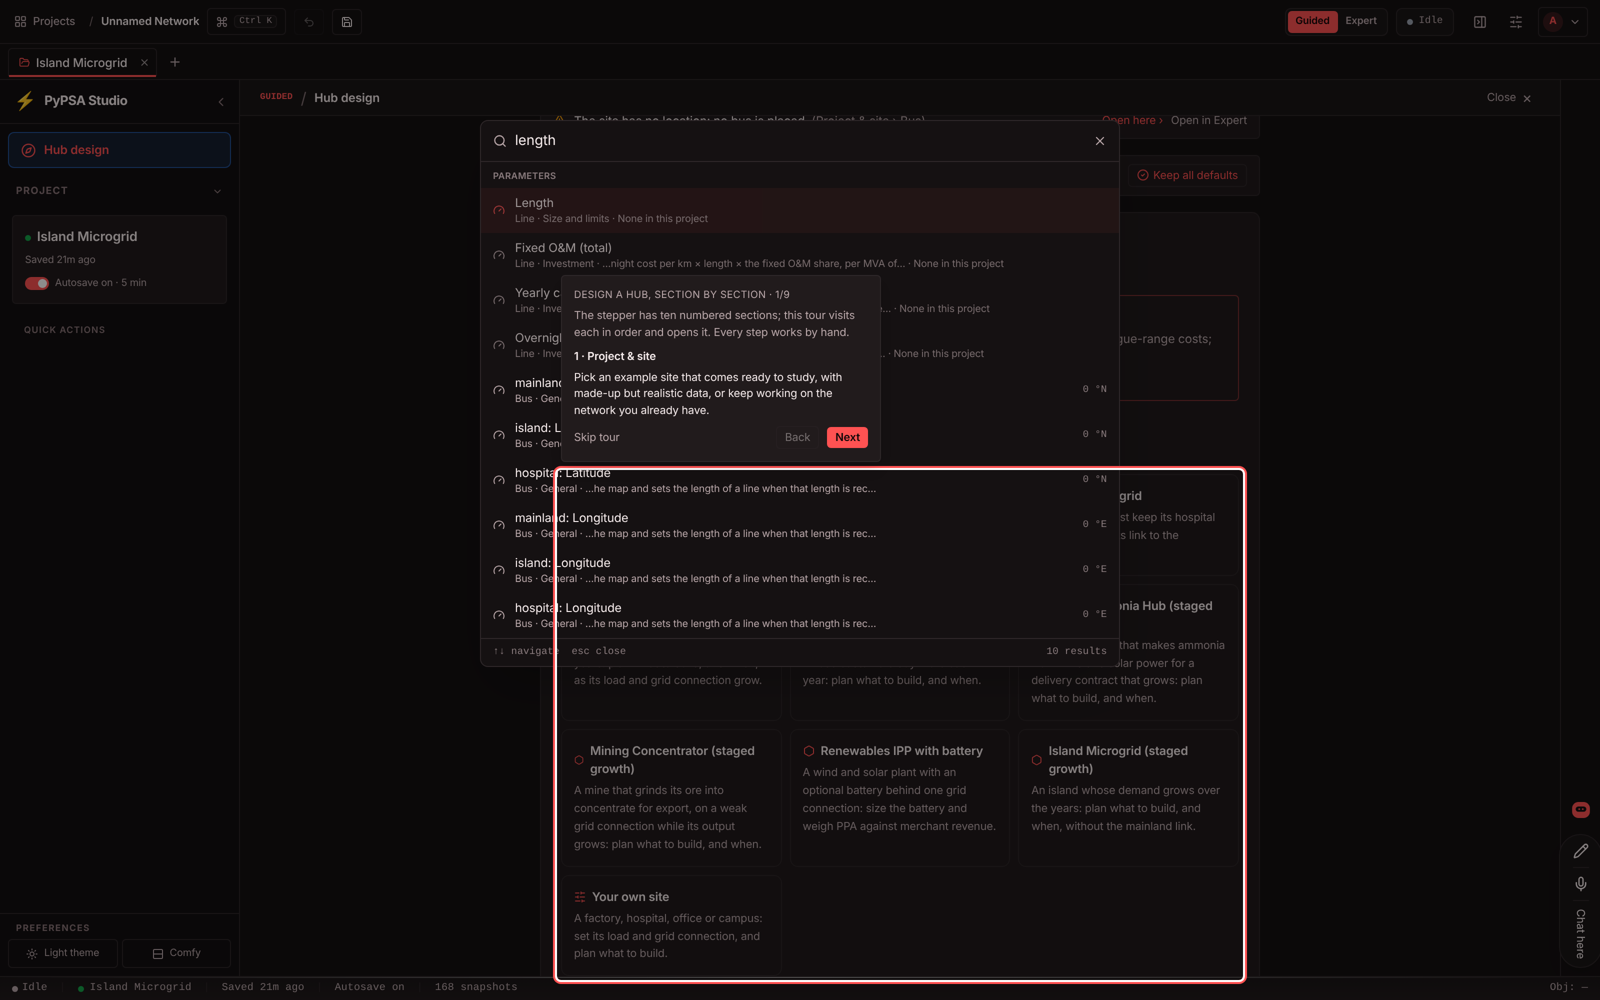 Projects / Unnamed Network Ctrl K
Guided Expert Idle A
Island Microgrid
PyPSA Studio
GUIDED / Hub design
Close
Hub design
PROJECT
Island Microgrid
Saved 21m ago
Autosave on · 5 min
QUICK ACTIONS
Open here › Open in Expert
Keep all defaults
length
PARAMETERS
Length
Line · Size and limits · None in this project
Fixed O&M (total)
Line · Investment · ...night cost per km × length × the fixed O&M share, per MVA of... · None in this project
Yearly c
Line · Inve
... · None in this project
Overnig
Line · Inve
... · None in this project
gue-range costs;
mainland
Bus · Gene
0 °N
island: L
Bus · Gene
0 °N
hospital: Latitude
Bus · General · ...he map and sets the length of a line when that length is rec...
0 °N
mainland: Longitude
Bus · General · ...he map and sets the length of a line when that length is rec...
0 °E
island: Longitude
Bus · General · ...he map and sets the length of a line when that length is rec...
0 °E
hospital: Longitude
Bus · General · ...he map and sets the length of a line when that length is rec...
0 °E
↑↓ navigate esc close
10 results
DESIGN A HUB, SECTION BY SECTION · 1/9
The stepper has ten numbered sections; this tour visits
each in order and opens it. Every step works by hand.
1 · Project & site
Pick an example site that comes ready to study, with
made-up but realistic data, or keep working on the
network you already have.
Skip tour Back Next
grid
st keep its hospital
s link to the
nia Hub (staged
that makes ammonia
lar power for a
delivery contract that grows: plan
what to build, and when.
as its load and grid connection grow.
year: plan what to build, and when.
Mining Concentrator (staged
growth)
A mine that grinds its ore into
concentrate for export, on a weak
grid connection while its output
grows: plan what to build, and when.
Renewables IPP with battery
A wind and solar plant with an
optional battery behind one grid
connection: size the battery and
weigh PPA against merchant revenue.
Island Microgrid (staged
growth)
An island whose demand grows over
the years: plan what to build, and
when, without the mainland link.
Your own site
A factory, hospital, office or campus:
set its load and grid connection, and
plan what to build.
Chat here
PREFERENCES
Light theme Comfy
Idle Island Microgrid Saved 21m ago Autosave on 168 snapshots
Obj: —